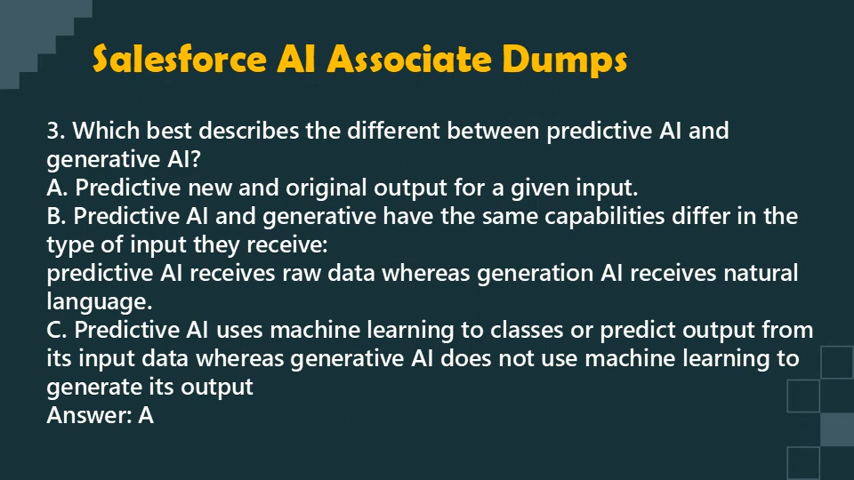 Salesforce AI Associate Dumps
3. Which best describes the different between predictive AI and
generative AI?
A. Predictive new and original output for a given input.
B. Predictive AI and generative have the same capabilities differ in the
type of input they receive:
predictive AI receives raw data whereas generation AI receives natural
language.
C. Predictive AI uses machine learning to classes or predict output from
its input data whereas generative AI does not use machine learning to
generate its output
Answer: A